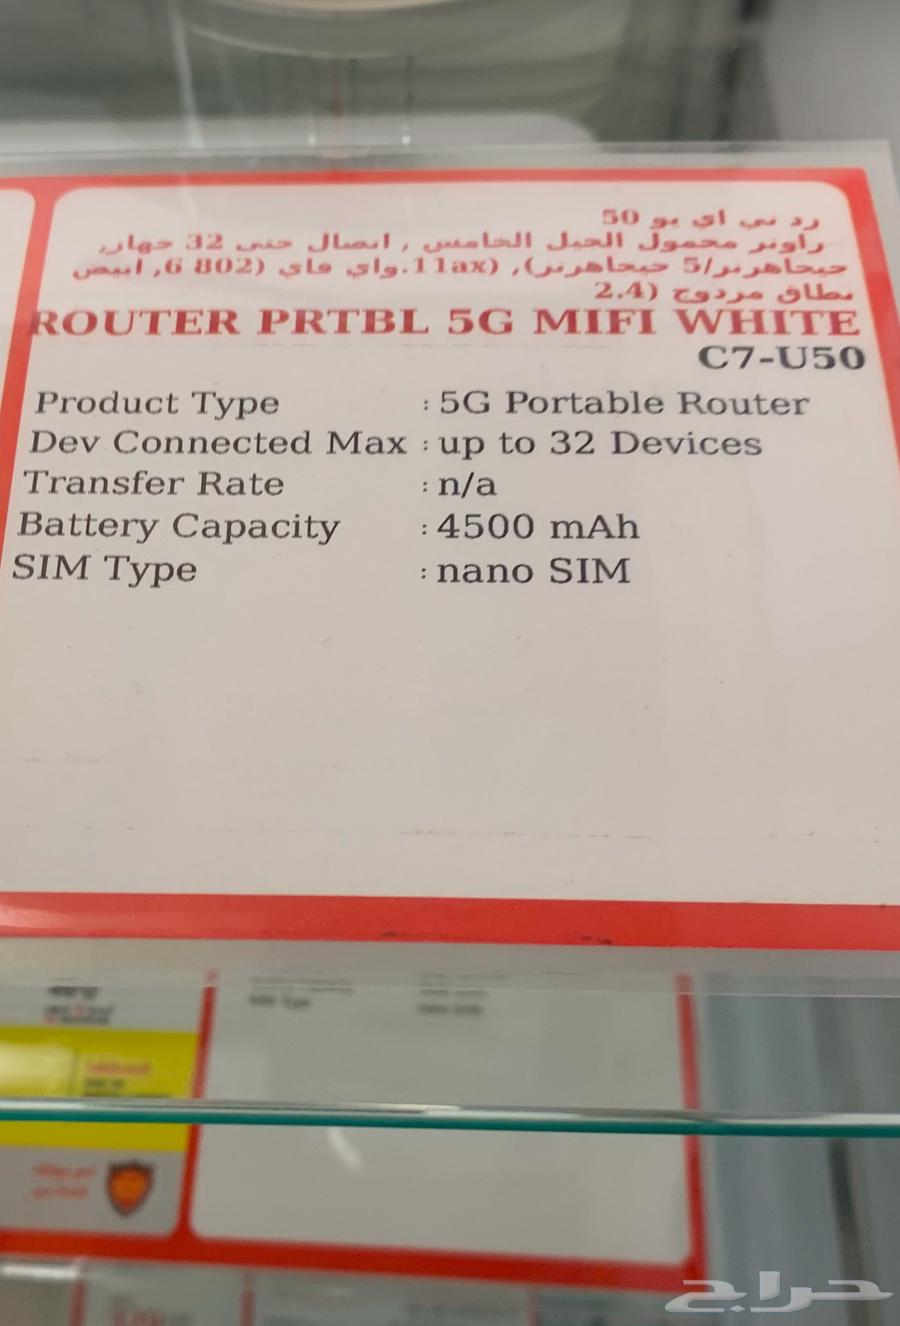 رد تي اي يو 50
راوتر محمول الجيل الخامس , اتصال حتى 32 جهاز,
جيجاهرتز/5 جيجاهرتز), (11ax.واي فاي (802 6, ابيض
نطاق مزدوج (2.4
ROUTER PRTBL 5G MIFI WHITE
C7-U50
Product Type : 5G Portable Router
Dev Connected Max : up to 32 Devices
Transfer Rate : n/a
Battery Capacity : 4500 mAh
SIM Type : nano SIM
حراج